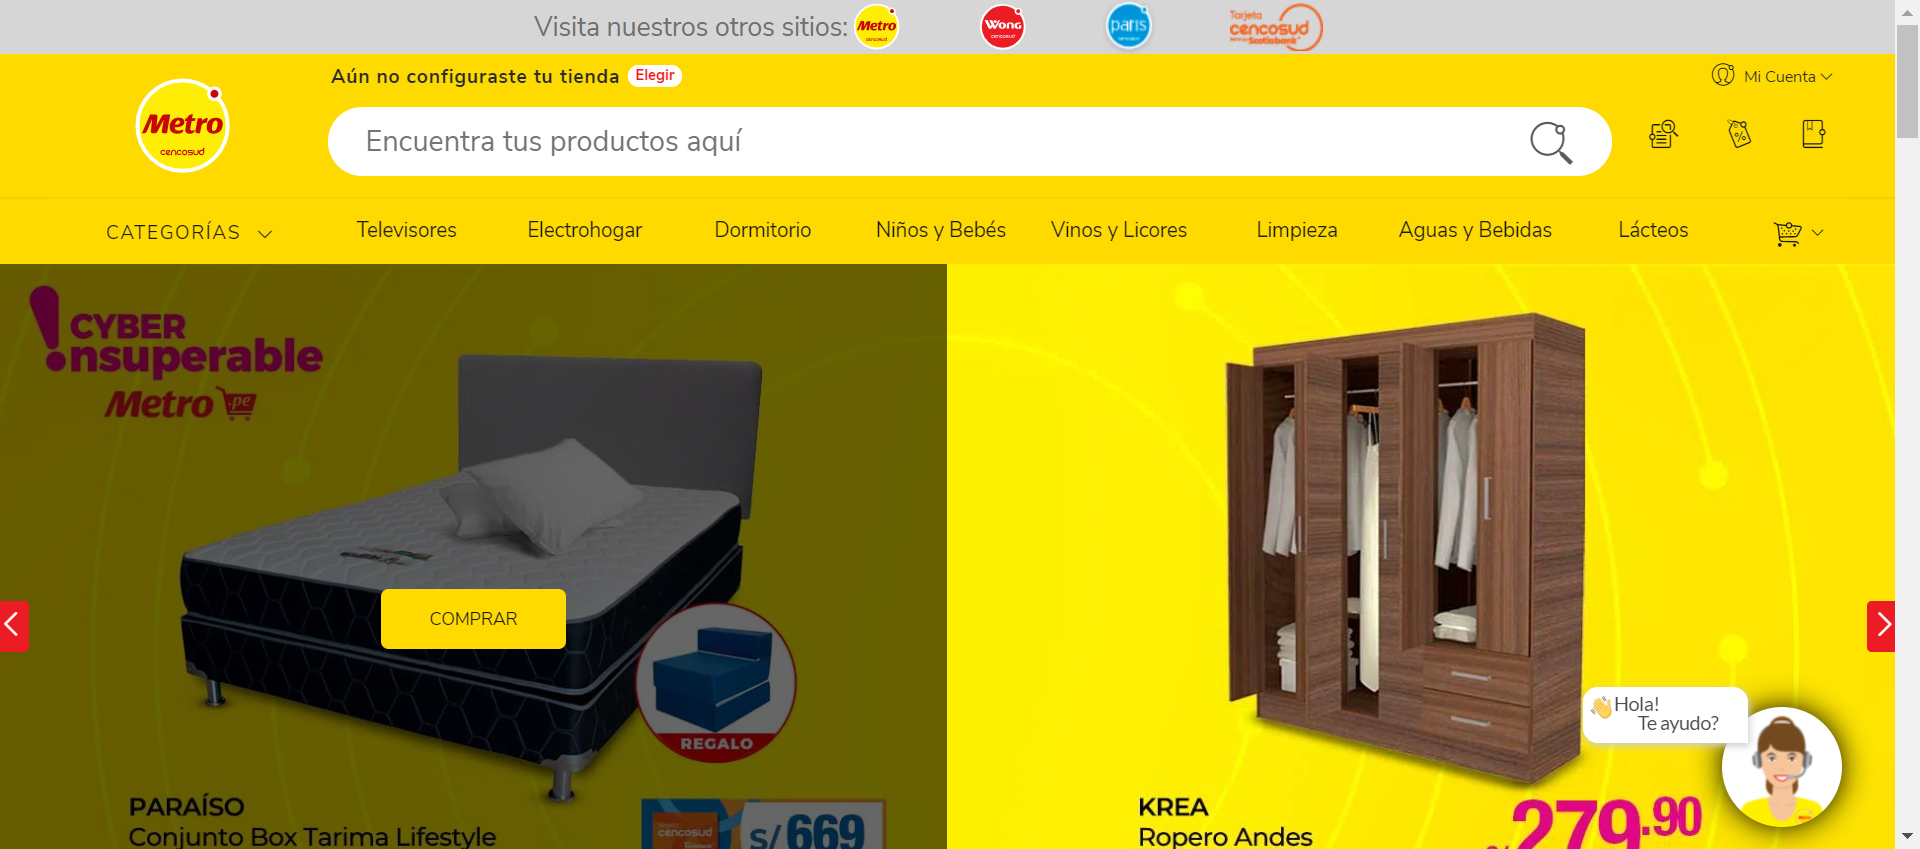 Visita nuestros otros sitios:
Metro
cencosud
Wong
cencosud
paris
Tarjeta
cencosud
Scotiabank
Aún no configuraste tu tienda
Elegir
Mi Cuenta
Metro
cencosud
Encuentra tus productos aquí
CATEGORÍAS
Televisores
Electrohogar
Dormitorio
Niños y Bebés
Vinos y Licores
Limpieza
Aguas y Bebidas
Lácteos
!CYBER
nsuperable
Metro .pe
COMPRAR
REGALO
PARAÍSO
Conjunto Box Tarima Lifestyle
Tarjeta
cencosud
S/ 669
KREA
Ropero Andes
279.90
Hola!
Te ayudo?